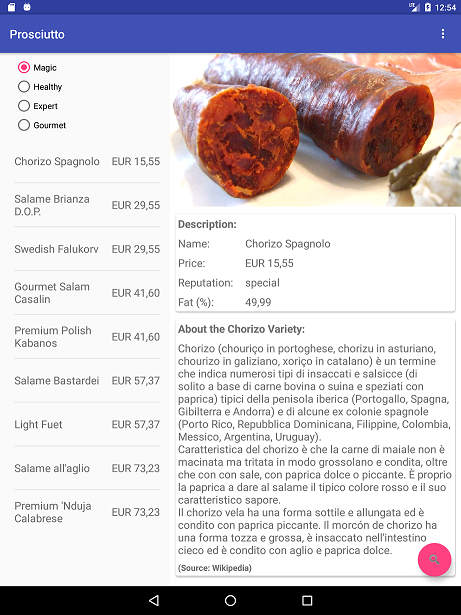 12:54
Prosciutto
Magic
Healthy
Expert
Gourmet
Chorizo Spagnolo EUR 15,55
Salame Brianza
D.O.P. EUR 29,55
Swedish Falukorv EUR 29,55
Gourmet Salam
Casalin EUR 41,60
Premium Polish
Kabanos EUR 41,60
Salame Bastardei EUR 57,37
Light Fuet EUR 57,37
Salame all'aglio EUR 73,23
Premium 'Nduja
Calabrese EUR 73,23
Description:
Name: Chorizo Spagnolo
Price: EUR 15,55
Reputation: special
Fat (%): 49,99
About the Chorizo Variety:
Chorizo (chouriço in portoghese, chorizu in asturiano,
chourizo in galiziano, xoriço in catalano) è un termine
che indica numerosi tipi di insaccati e salsicce (di
solito a base di carne bovina o suina e speziati con
paprica) tipici della penisola iberica (Portogallo, Spagna,
Gibilterra e Andorra) e di alcune ex colonie spagnole
(Porto Rico, Repubblica Dominicana, Filippine, Colombia,
Messico, Argentina, Uruguay).
Caratteristica del chorizo è che la carne di maiale non è
macinata ma tritata in modo grossolano e condita, oltre
che con con sale, con paprica dolce o piccante. È proprio
la paprica a dare al salame il tipico colore rosso e il suo
caratteristico sapore.
Il chorizo vela ha una forma sottile e allungata ed è
condito con paprica piccante. Il morcón de chorizo ha
una forma tozza e grossa, è insaccato nell'intestino
cieco ed è condito con aglio e paprica dolce.
(Source: Wikipedia)